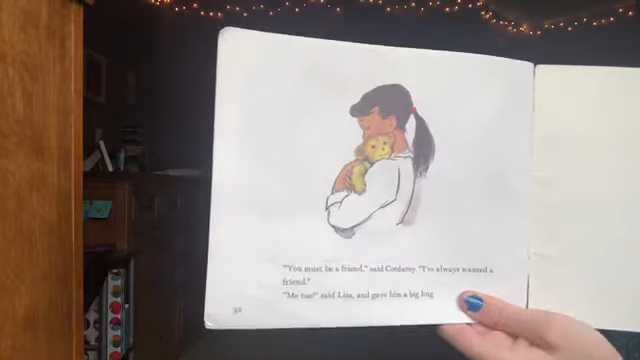 "You must be a friend," said Corduroy. "I've always wanted a
friend."
"Me too!" said Lisa, and gave him a big hug.
32